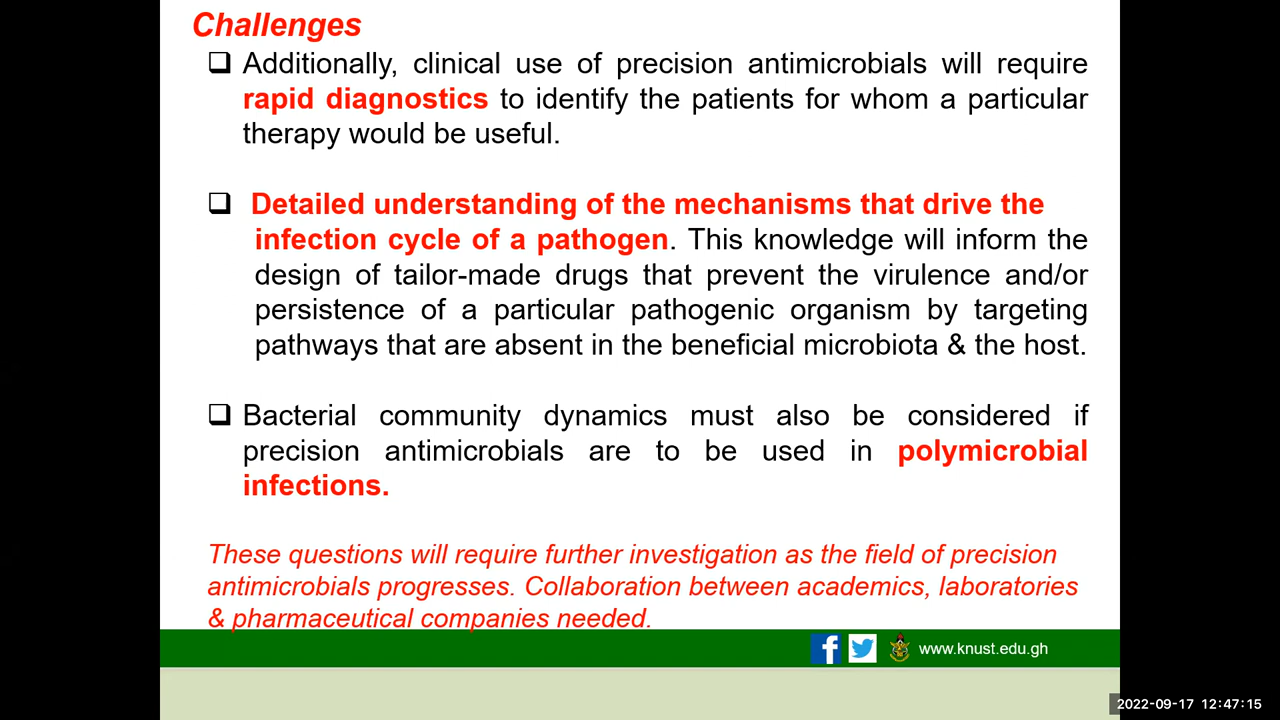 Challenges
Additionally, clinical use of precision antimicrobials will require
rapid diagnostics to identify the patients for whom a particular
therapy would be useful.
Detailed understanding of the mechanisms that drive the
infection cycle of a pathogen. This knowledge will inform the
design of tailor-made drugs that prevent the virulence and/or
persistence of a particular pathogenic organism by targeting
pathways that are absent in the beneficial microbiota & the host.
Bacterial community dynamics must also be considered if
precision antimicrobials are to be used in polymicrobial
infections.
These questions will require further investigation as the field of precision
antimicrobials progresses. Collaboration between academics, laboratories
& pharmaceutical companies needed.
www.knust.edu.gh
2022-09-17 12:47:15